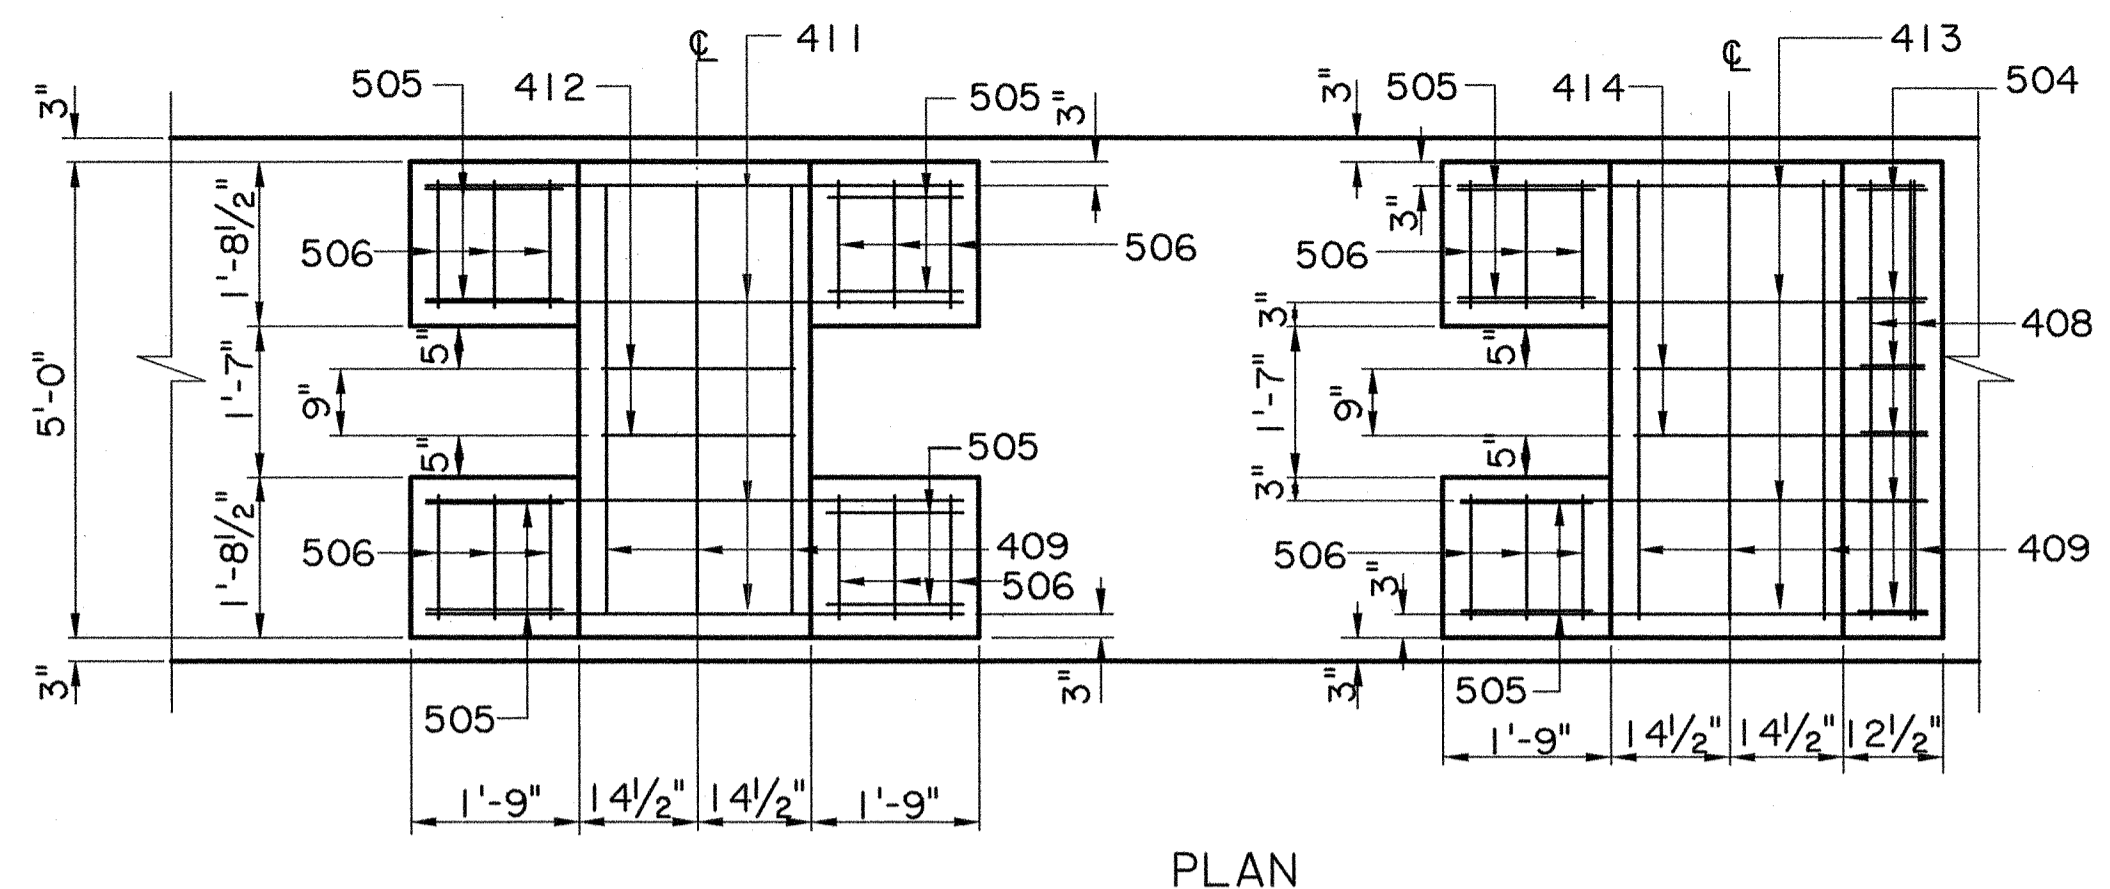 ℄ 411
℄ 413
505 412 505 3" 3" 505 414 504
3"
1'-8½"
506 506
3" 506
3" 408
5" 5"
5'-0" 1'-7" 9" 1'-7" 9"
5" 505 5"
3"
1'-8½" 506 409 506 409
506 3"
3" 505 3" 3" 505
1'-9" 14½" 14½" 12½"
1'-9" 14½" 14½" 1'-9"
PLAN